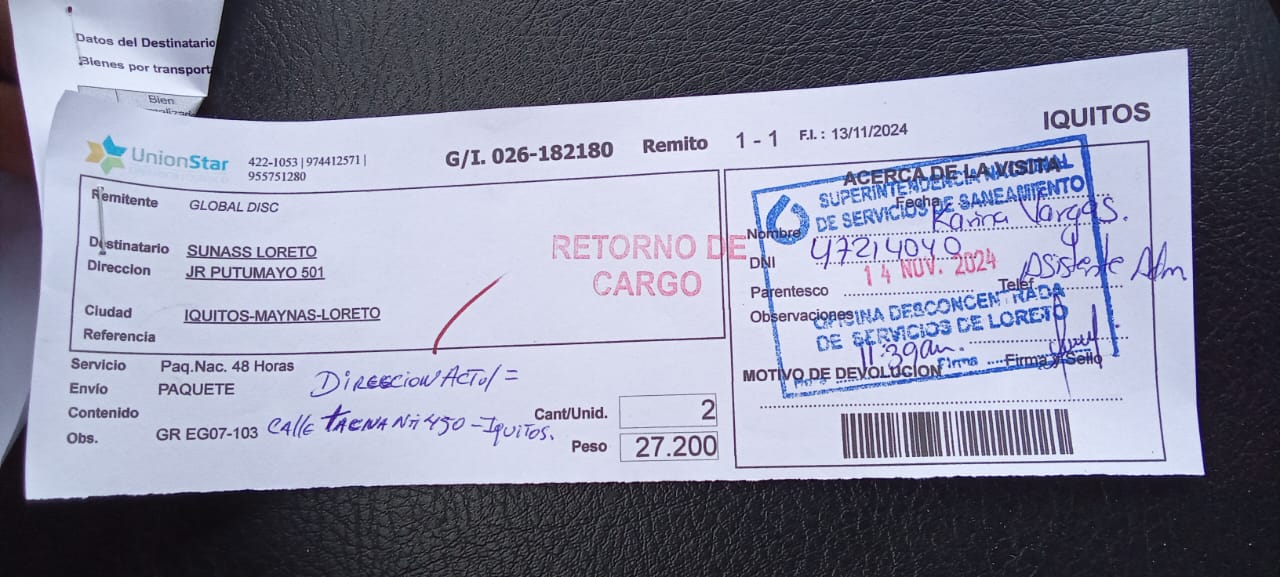 Datos del Destinatario
Bienes por transport
Bien
UnionStar
422-1053 | 974412571 |
955751280
G/I. 026-182180 Remito 1 - 1 F.I. : 13/11/2024
IQUITOS
Remitente GLOBAL DISC
Destinatario SUNASS LORETO
Direccion JR PUTUMAYO 501
Ciudad IQUITOS-MAYNAS-LORETO
Referencia
RETORNO DE
CARGO
Servicio Paq.Nac. 48 Horas
Envío PAQUETE
Contenido
Obs. GR EG07-103
Direccion Actul =
Calle Tacna Nº 450 - Iquitos.
Cant/Unid. 2
Peso 27.200
ACERCA DE LA VISITA
SUPERINTENDENCIA NACIONAL
DE SERVICIOS DE SANEAMIENTO
Fecha
Nombre Karina Vargas.
DNI 47214040
14 NOV. 2024
Parentesco Telef Asistente Adm
Observaciones
OFICINA DESCONCENTRADA
DE SERVICIOS DE LORETO
11:39am.
Firma Firma y Sello
MOTIVO DE DEVOLUCION